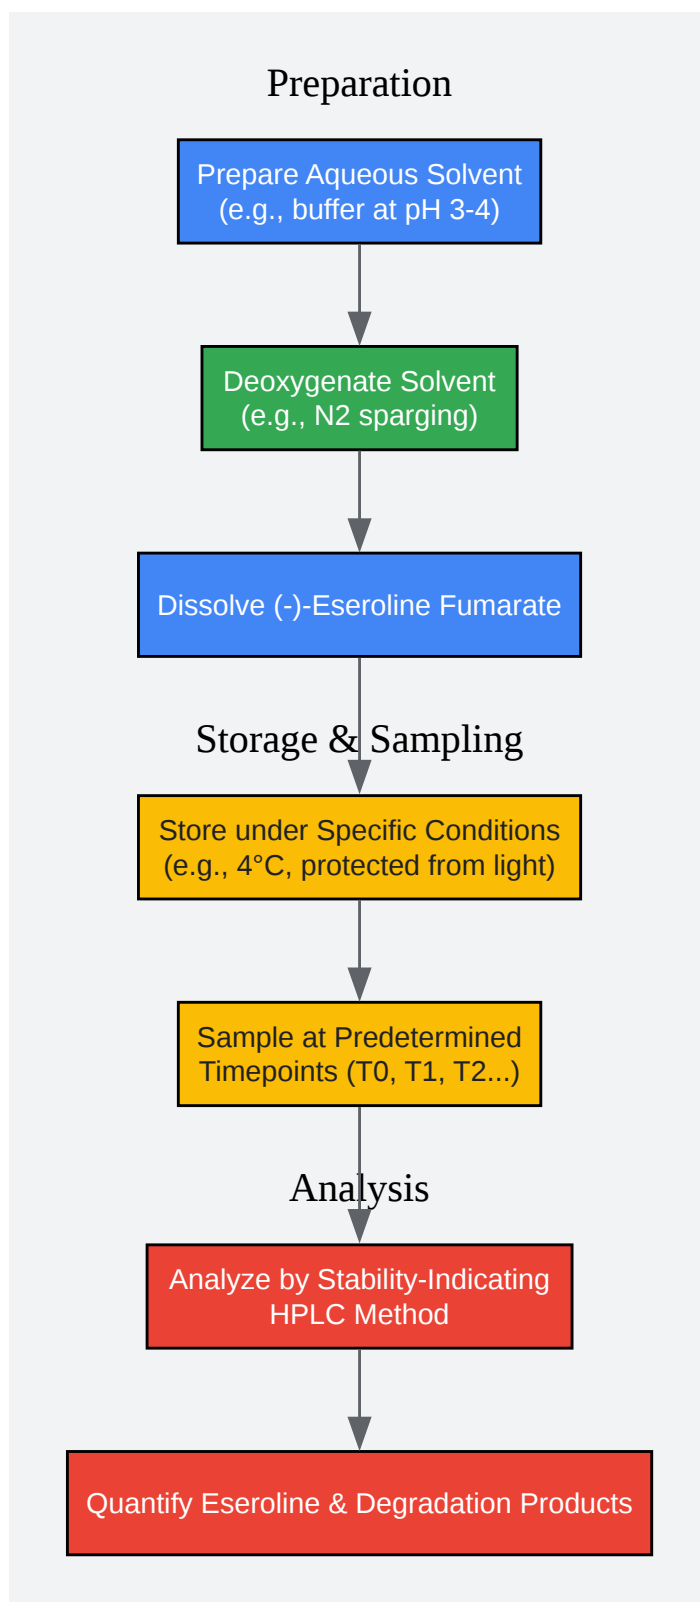 Preparation
Prepare Aqueous Solvent
(e.g., buffer at pH 3-4)
Deoxygenate Solvent
(e.g., N2 sparging)
Dissolve (-)-Eseroline Fumarate
Storage & Sampling
Store under Specific Conditions
(e.g., 4°C, protected from light)
Sample at Predetermined
Timepoints (T0, T1, T2...)
Analysis
Analyze by Stability-Indicating
HPLC Method
Quantify Eseroline & Degradation Products